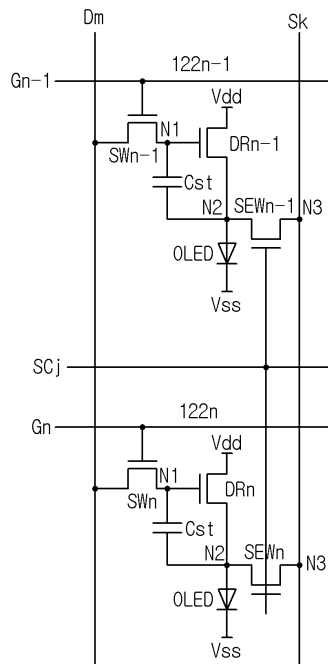 Dm Sk
Gn-1 122n-1
Vdd
N1
SWn-1 DRn-1
Cst
N2 SEWn-1 N3
OLED
Vss
SCj
Gn 122n
Vdd
N1
SWn DRn
Cst
N2 SEWn N3
OLED
Vss